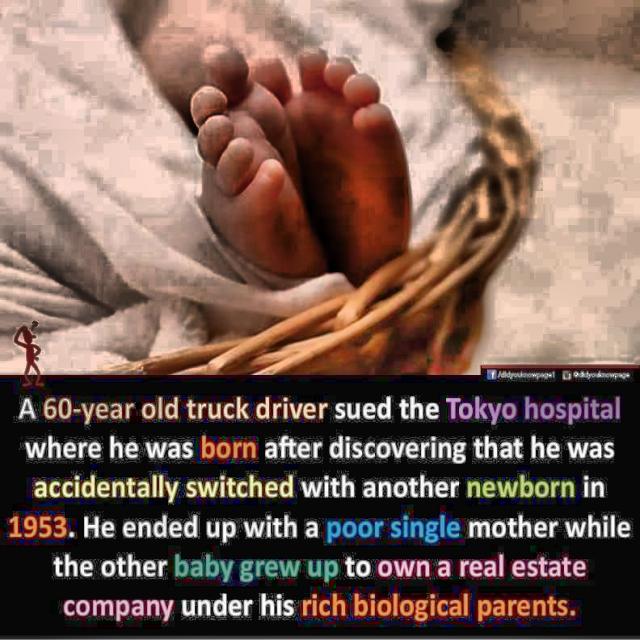 /didyouknowpage1 @didyouknowpage
A 60-year old truck driver sued the Tokyo hospital
where he was born after discovering that he was
accidentally switched with another newborn in
1953. He ended up with a poor single mother while
the other baby grew up to own a real estate
company under his rich biological parents.